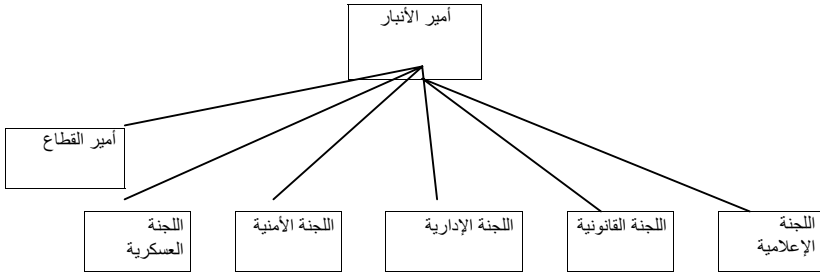 أمير الأنبار
أمير القطاع
اللجنة الإعلامية
اللجنة القانونية
اللجنة الإدارية
اللجنة الأمنية
اللجنة
العسكرية